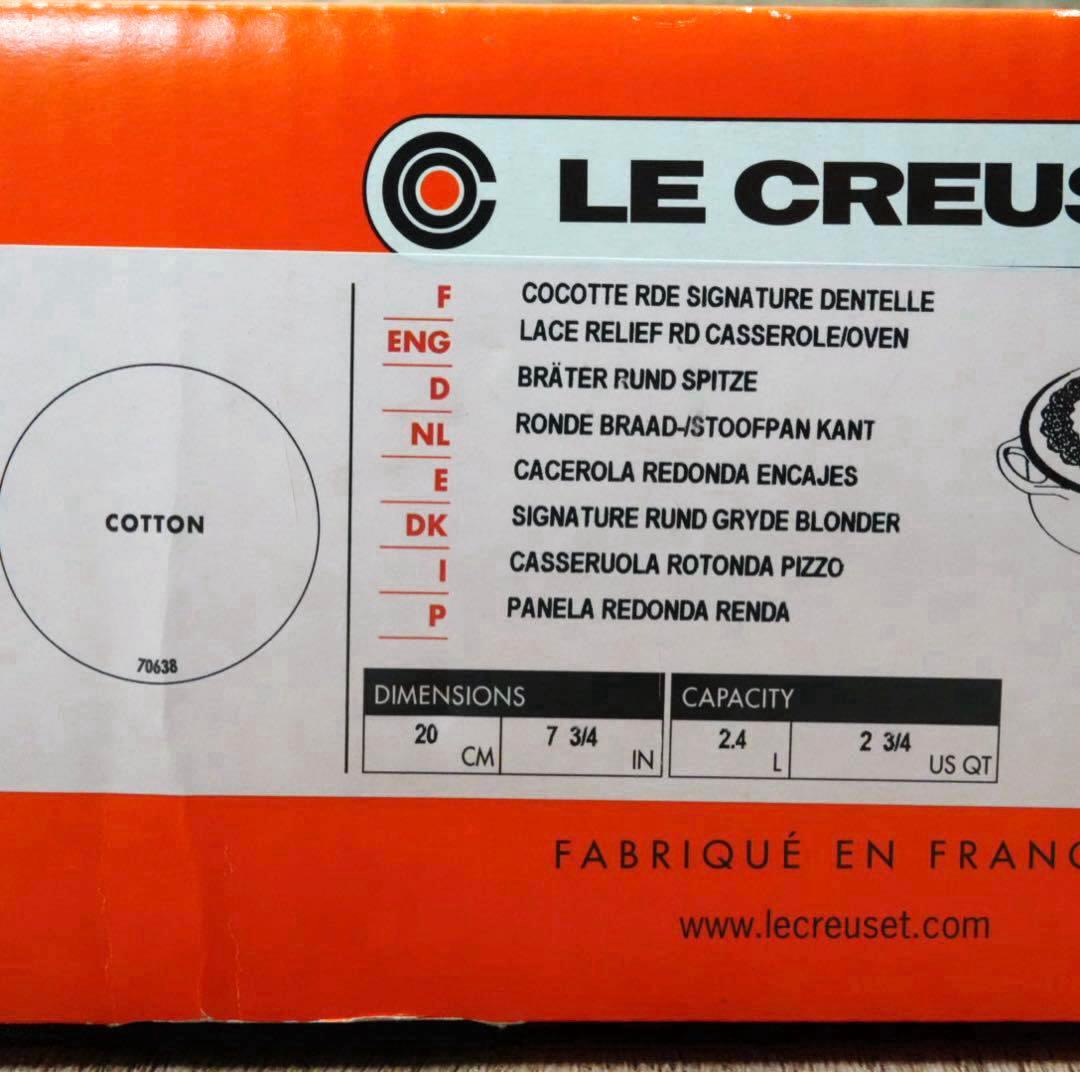 LE CREUS
F COCOTTE RDE SIGNATURE DENTELLE
ENG LACE RELIEF RD CASSEROLE/OVEN
D BRÄTER RUND SPITZE
NL RONDE BRAAD-/STOOFPAN KANT
E CACEROLA REDONDA ENCAJES
DK SIGNATURE RUND GRYDE BLONDER
I CASSERUOLA ROTONDA PIZZO
P PANELA REDONDA RENDA
COTTON
70638
DIMENSIONS CAPACITY
20 CM 7 3/4 IN 2.4 L 2 3/4 US QT
FABRIQUÉ EN FRANC
www.lecreuset.com